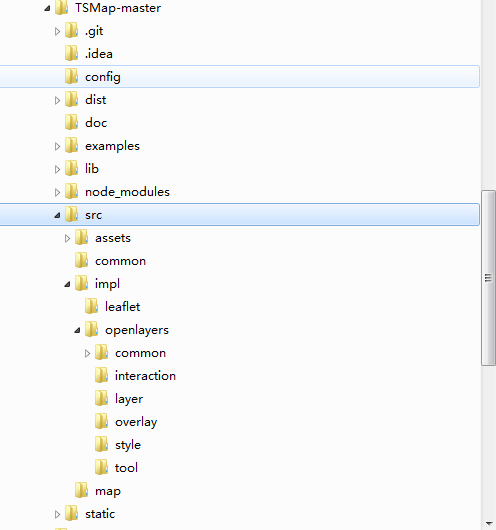 TSMap-master
.git
.idea
config
dist
doc
examples
lib
node_modules
src
assets
common
impl
leaflet
openlayers
common
interaction
layer
overlay
style
tool
map
static